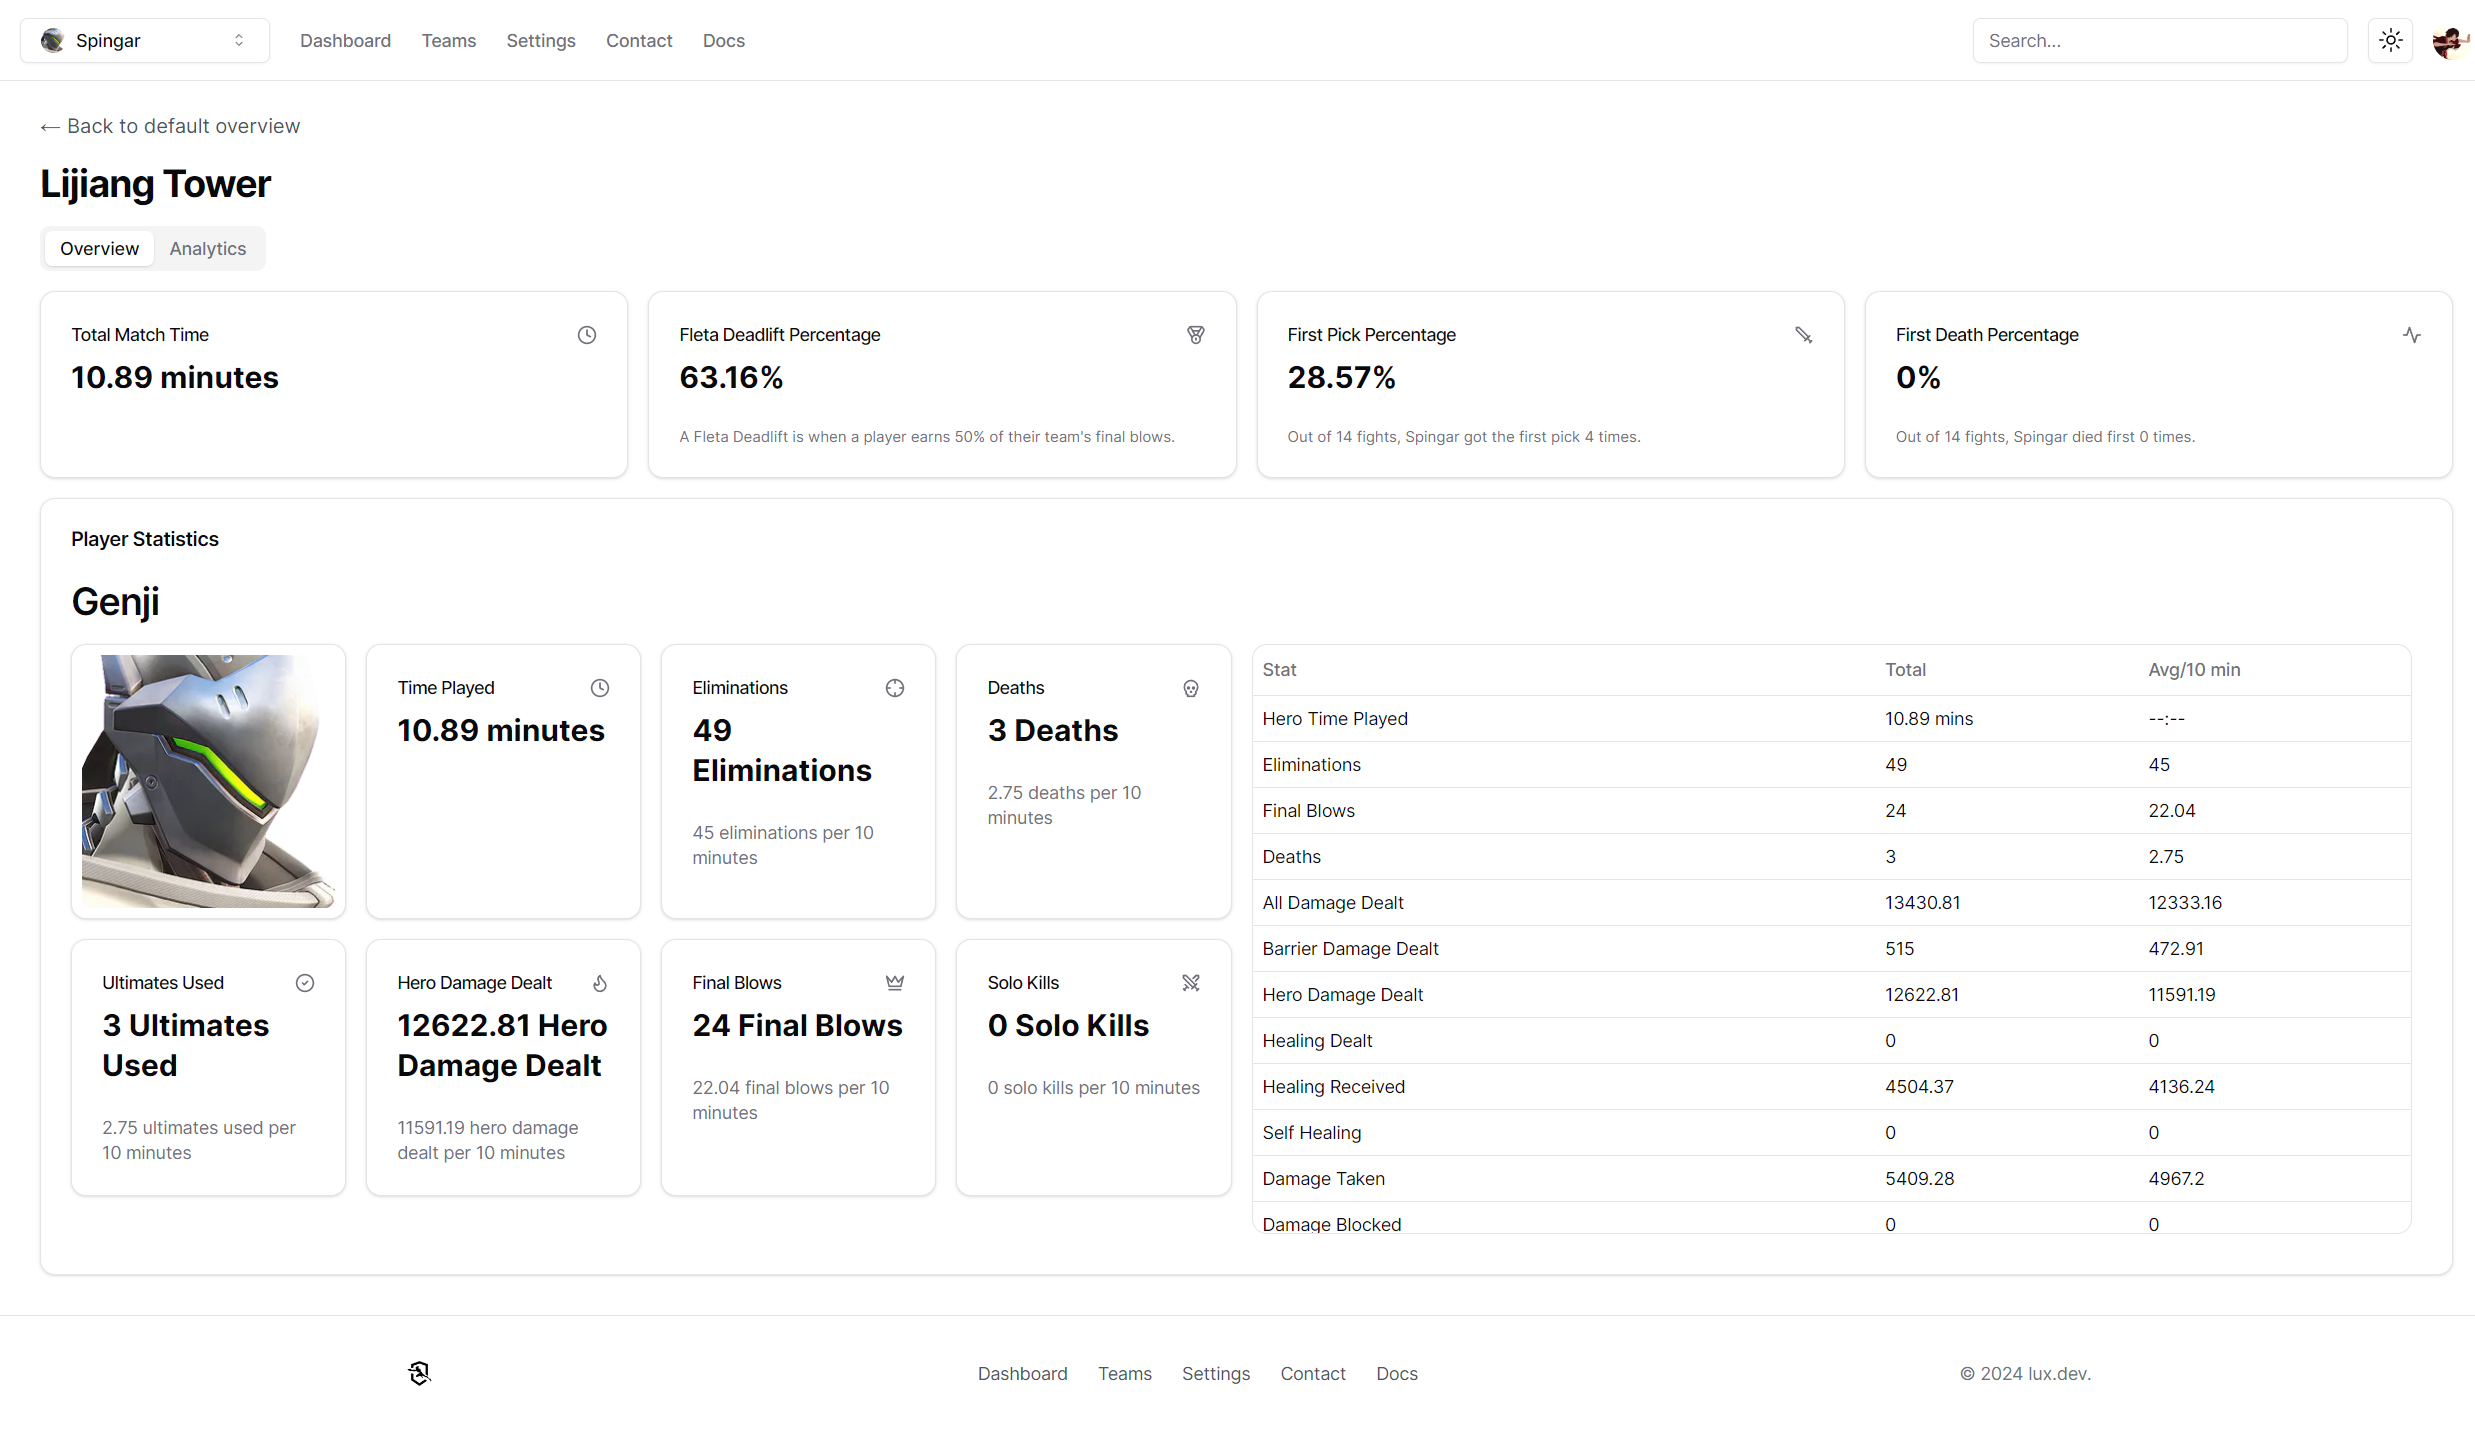 Spingar
Dashboard Teams Settings Contact Docs
Search...
← Back to default overview
Lijiang Tower
Overview Analytics
Total Match Time
10.89 minutes
Fleta Deadlift Percentage
63.16%
A Fleta Deadlift is when a player earns 50% of their team's final blows.
First Pick Percentage
28.57%
Out of 14 fights, Spingar got the first pick 4 times.
First Death Percentage
0%
Out of 14 fights, Spingar died first 0 times.
Player Statistics
Genji
Time Played
10.89 minutes
Eliminations
49
Eliminations
45 eliminations per 10
minutes
Deaths
3 Deaths
2.75 deaths per 10
minutes
Ultimates Used
3 Ultimates
Used
2.75 ultimates used per
10 minutes
Hero Damage Dealt
12622.81 Hero
Damage Dealt
11591.19 hero damage
dealt per 10 minutes
Final Blows
24 Final Blows
22.04 final blows per 10
minutes
Solo Kills
0 Solo Kills
0 solo kills per 10 minutes
Stat Total Avg/10 min
Hero Time Played 10.89 mins --:--
Eliminations 49 45
Final Blows 24 22.04
Deaths 3 2.75
All Damage Dealt 13430.81 12333.16
Barrier Damage Dealt 515 472.91
Hero Damage Dealt 12622.81 11591.19
Healing Dealt 0 0
Healing Received 4504.37 4136.24
Self Healing 0 0
Damage Taken 5409.28 4967.2
Damage Blocked 0 0
Dashboard Teams Settings Contact Docs
© 2024 lux.dev.